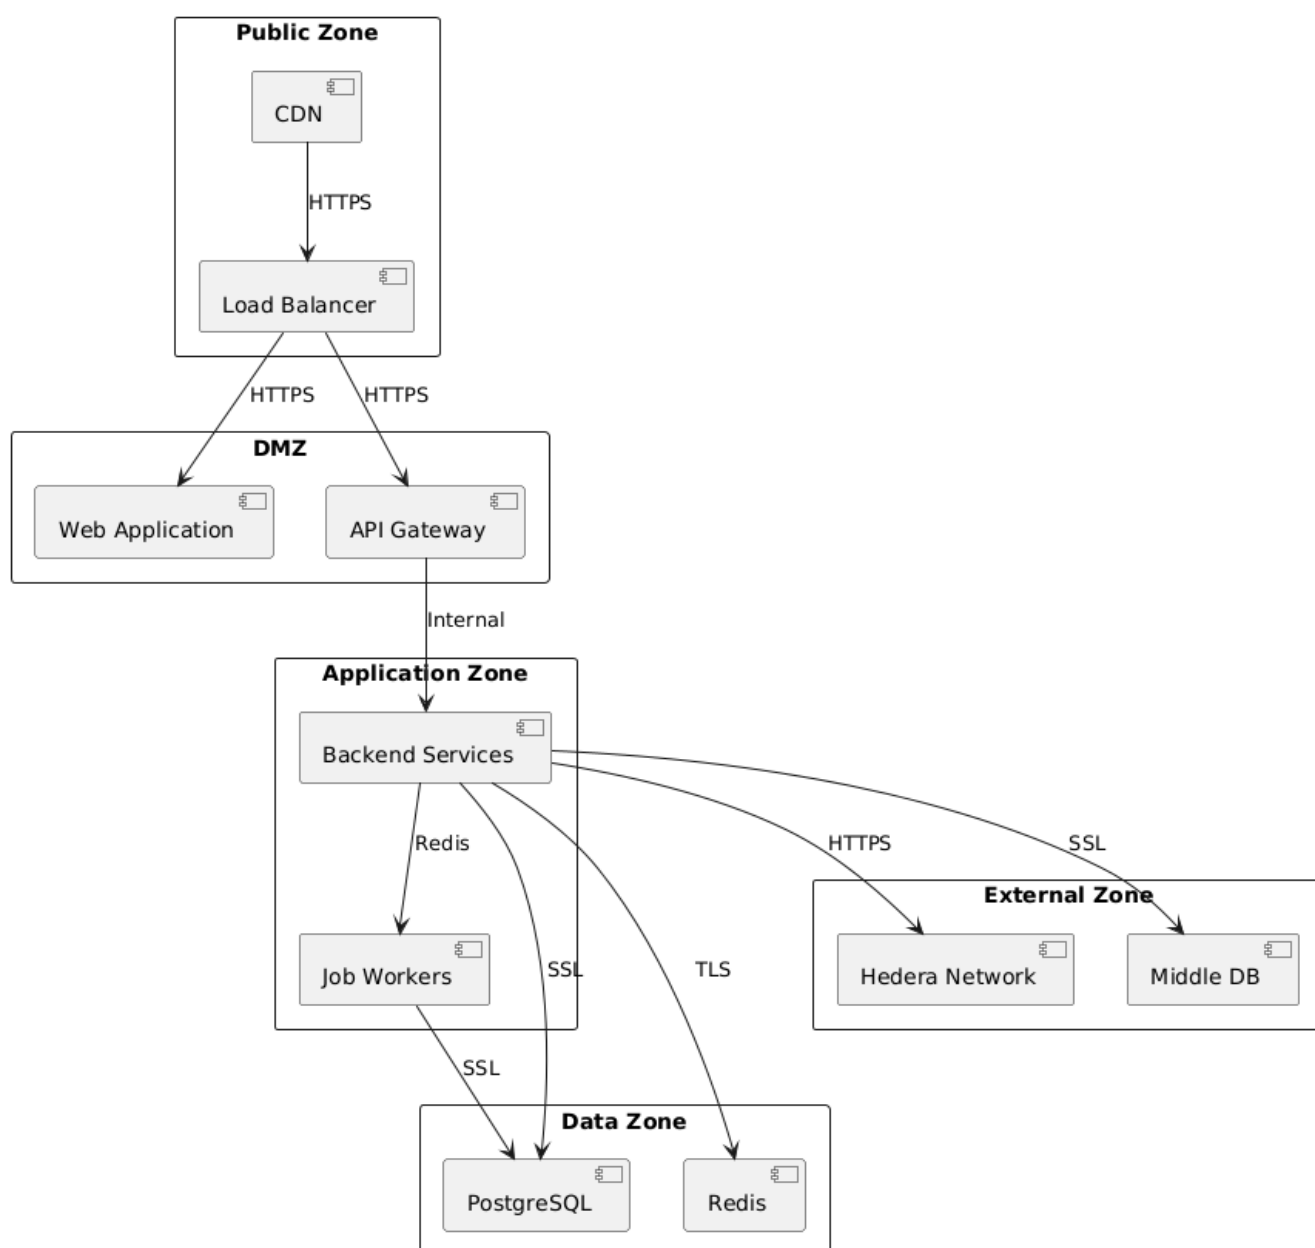 Public Zone
CDN
HTTPS
Load Balancer
HTTPS
HTTPS
DMZ
Web Application
API Gateway
Internal
Application Zone
Backend Services
Redis
HTTPS
SSL
External Zone
Job Workers
SSL
TLS
Hedera Network
Middle DB
SSL
Data Zone
PostgreSQL
Redis